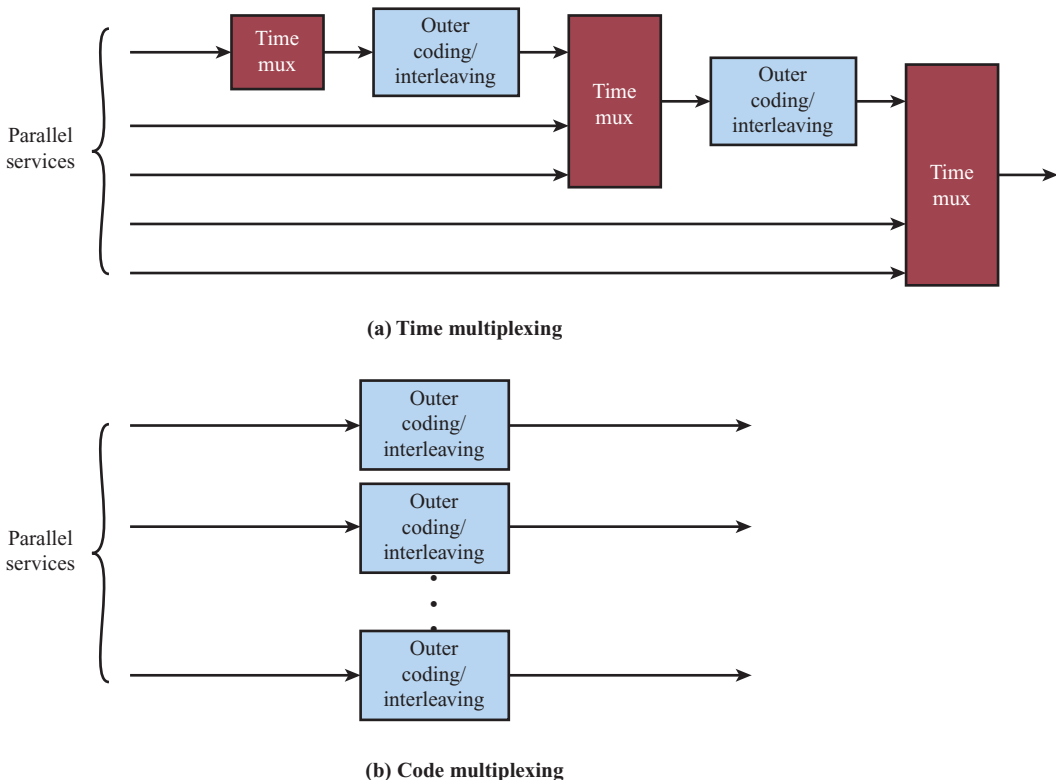 Time
mux
Outer
coding/
interleaving
Parallel
services
Time
mux
Outer
coding/
interleaving
Time
mux
(a) Time multiplexing
Outer
coding/
interleaving
Parallel
services
Outer
coding/
interleaving
Outer
coding/
interleaving
(b) Code multiplexing